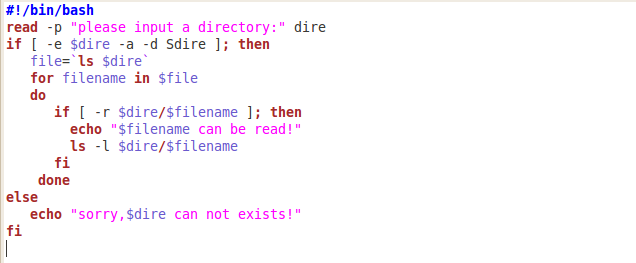 #!/bin/bash
read -p "please input a directory:" dire
if [ -e $dire -a -d Sdire ]; then
   file=`ls $dire`
   for filename in $file
   do
      if [ -r $dire/$filename ]; then
        echo "$filename can be read!"
        ls -l $dire/$filename
      fi
    done
else
   echo "sorry,$dire can not exists!"
fi